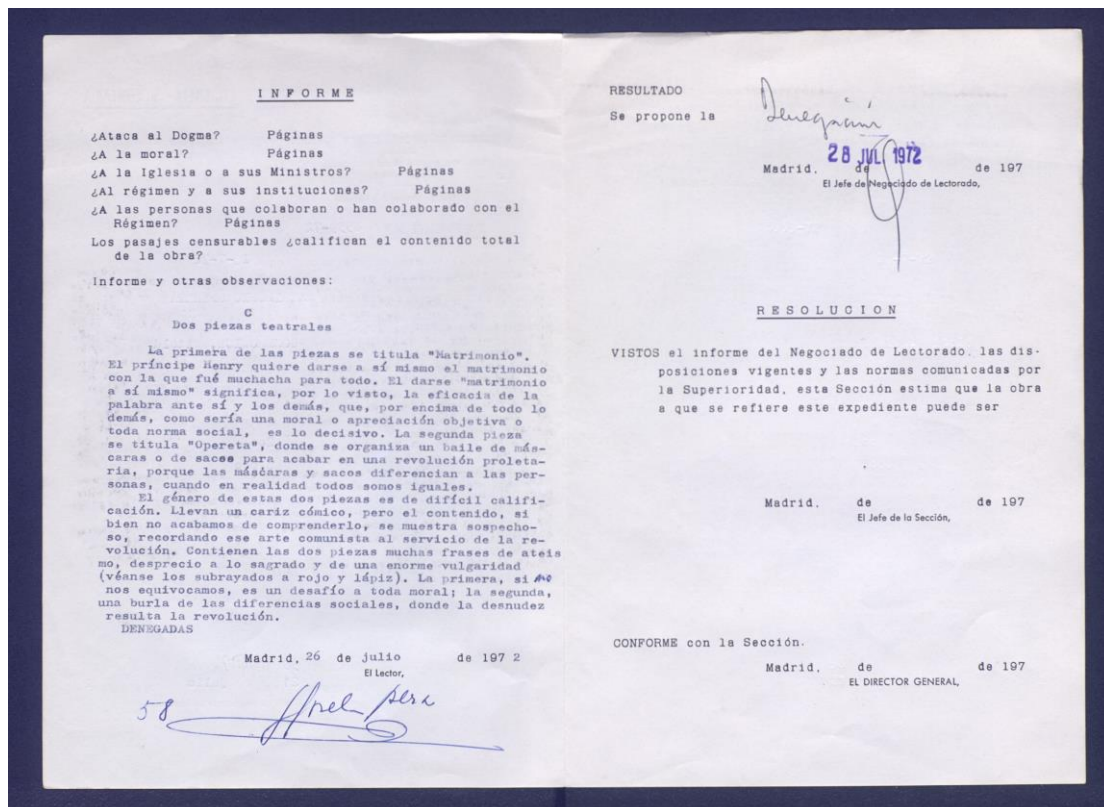 INFORME
¿Ataca al Dogma? Páginas
¿A la moral? Páginas
¿A la Iglesia o a sus Ministros? Páginas
¿Al régimen y a sus instituciones? Páginas
¿A las personas que colaboran o han colaborado con el
Régimen? Páginas
Los pasajes censurables ¿califican el contenido total
de la obra?
Informe y otras observaciones:
C
Dos piezas teatrales
La primera de las piezas se titula "Matrimonio".
El príncipe Henry quiere darse a sí mismo el matrimonio
con la que fué muchacha para todo. El darse "matrimonio
a sí mismo" significa, por lo visto, la eficacia de la
palabra ante sí y los demás, que, por encima de todo lo
demás, como sería una moral o apreciación objetiva o
toda norma social, es lo decisivo. La segunda pieza
se titula "Opereta", donde se organiza un baile de más-
caras o de sacos para acabar en una revolución proleta-
ria, porque las máscaras y sacos diferencian a las per-
sonas, cuando en realidad todos somos iguales.
El género de estas dos piezas es de difícil califi-
cación. Llevan un cariz cómico, pero el contenido, si
bien no acabamos de comprenderlo, se muestra sospecho-
so, recordando ese arte comunista al servicio de la re-
volución. Contienen las dos piezas muchas frases de ateis
mo, desprecio a lo sagrado y de una enorme vulgaridad
(véanse los subrayados a rojo y lápiz). La primera, si no
nos equivocamos, es un desafío a toda moral; la segunda,
una burla de las diferencias sociales, donde la desnudez
resulta la revolución.
DENEGADAS
Madrid, 26 de julio de 197 2
El Lector,
58
RESULTADO
Se propone la Denegación
28 JUL 1972
Madrid, de de 197
El Jefe de Negociado de Lectorado,
RESOLUCION
VISTOS el informe del Negociado de Lectorado, las dis-
posiciones vigentes y las normas comunicadas por
la Superioridad, esta Sección estima que la obra
a que se refiere este expediente puede ser
Madrid, de de 197
El Jefe de la Sección,
CONFORME con la Sección.
Madrid, de de 197
EL DIRECTOR GENERAL,